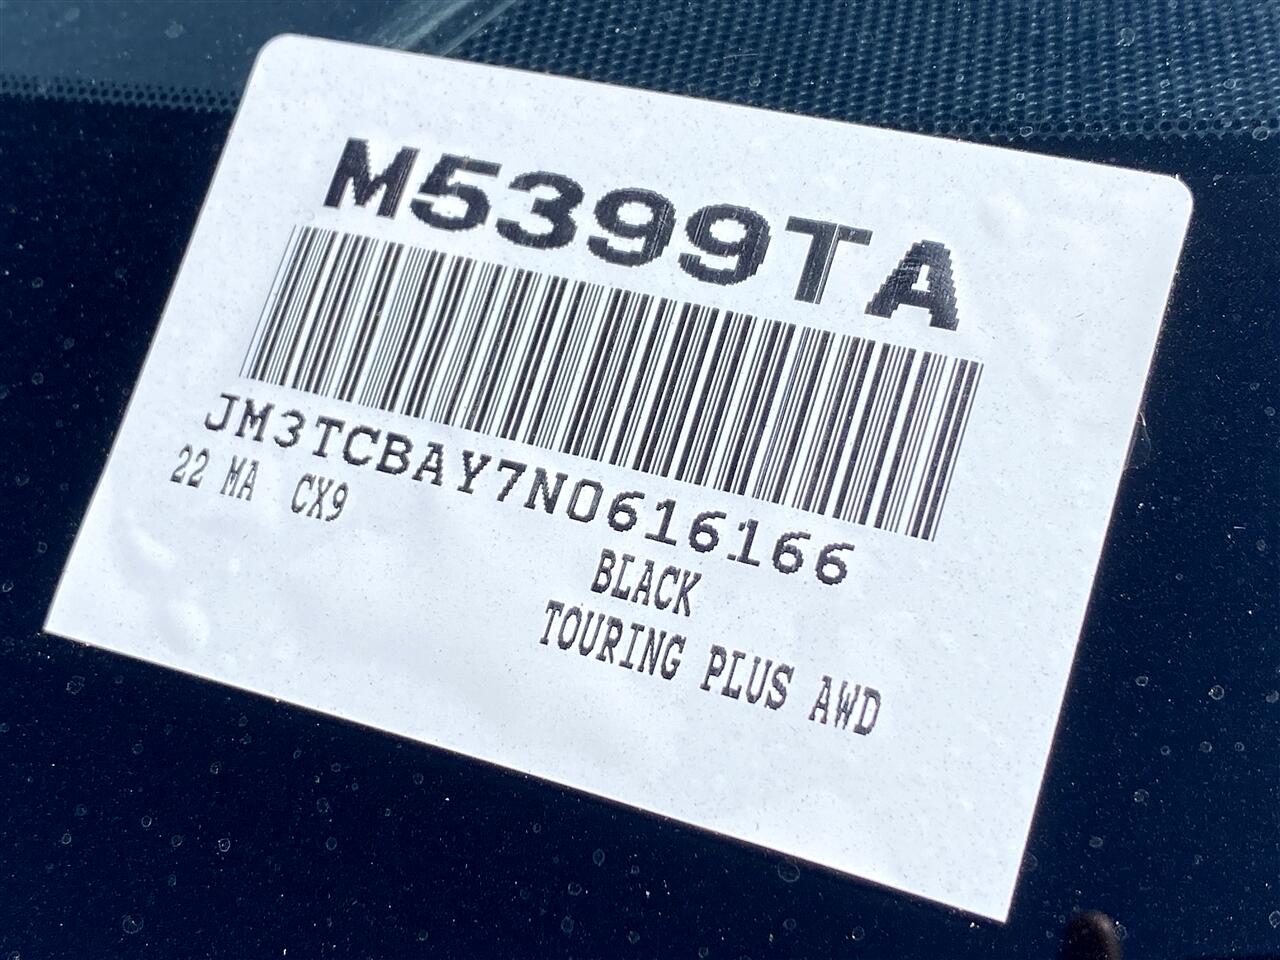 M5399TA
JM3TCBAY7N0616166
22 MA CX9
BLACK
TOURING PLUS AWD